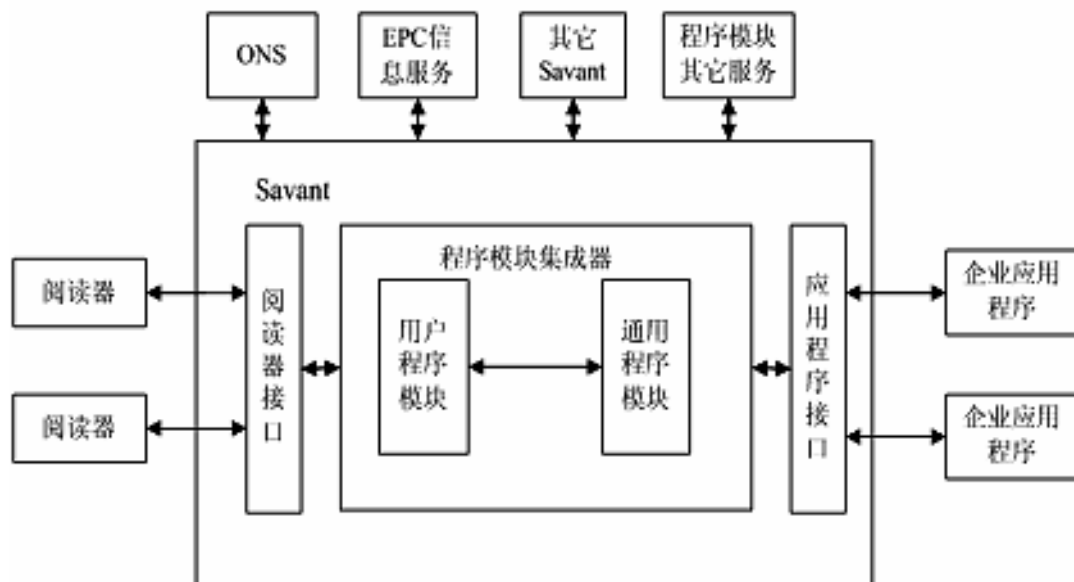 ONS
EPC信
息服务
其它
Savant
程序模块
其它服务
Savant
阅读器
阅读器
阅读器接口
程序模块集成器
用户
程序
模块
通用
程序
模块
应用程序接口
企业应用
程序
企业应用
程序